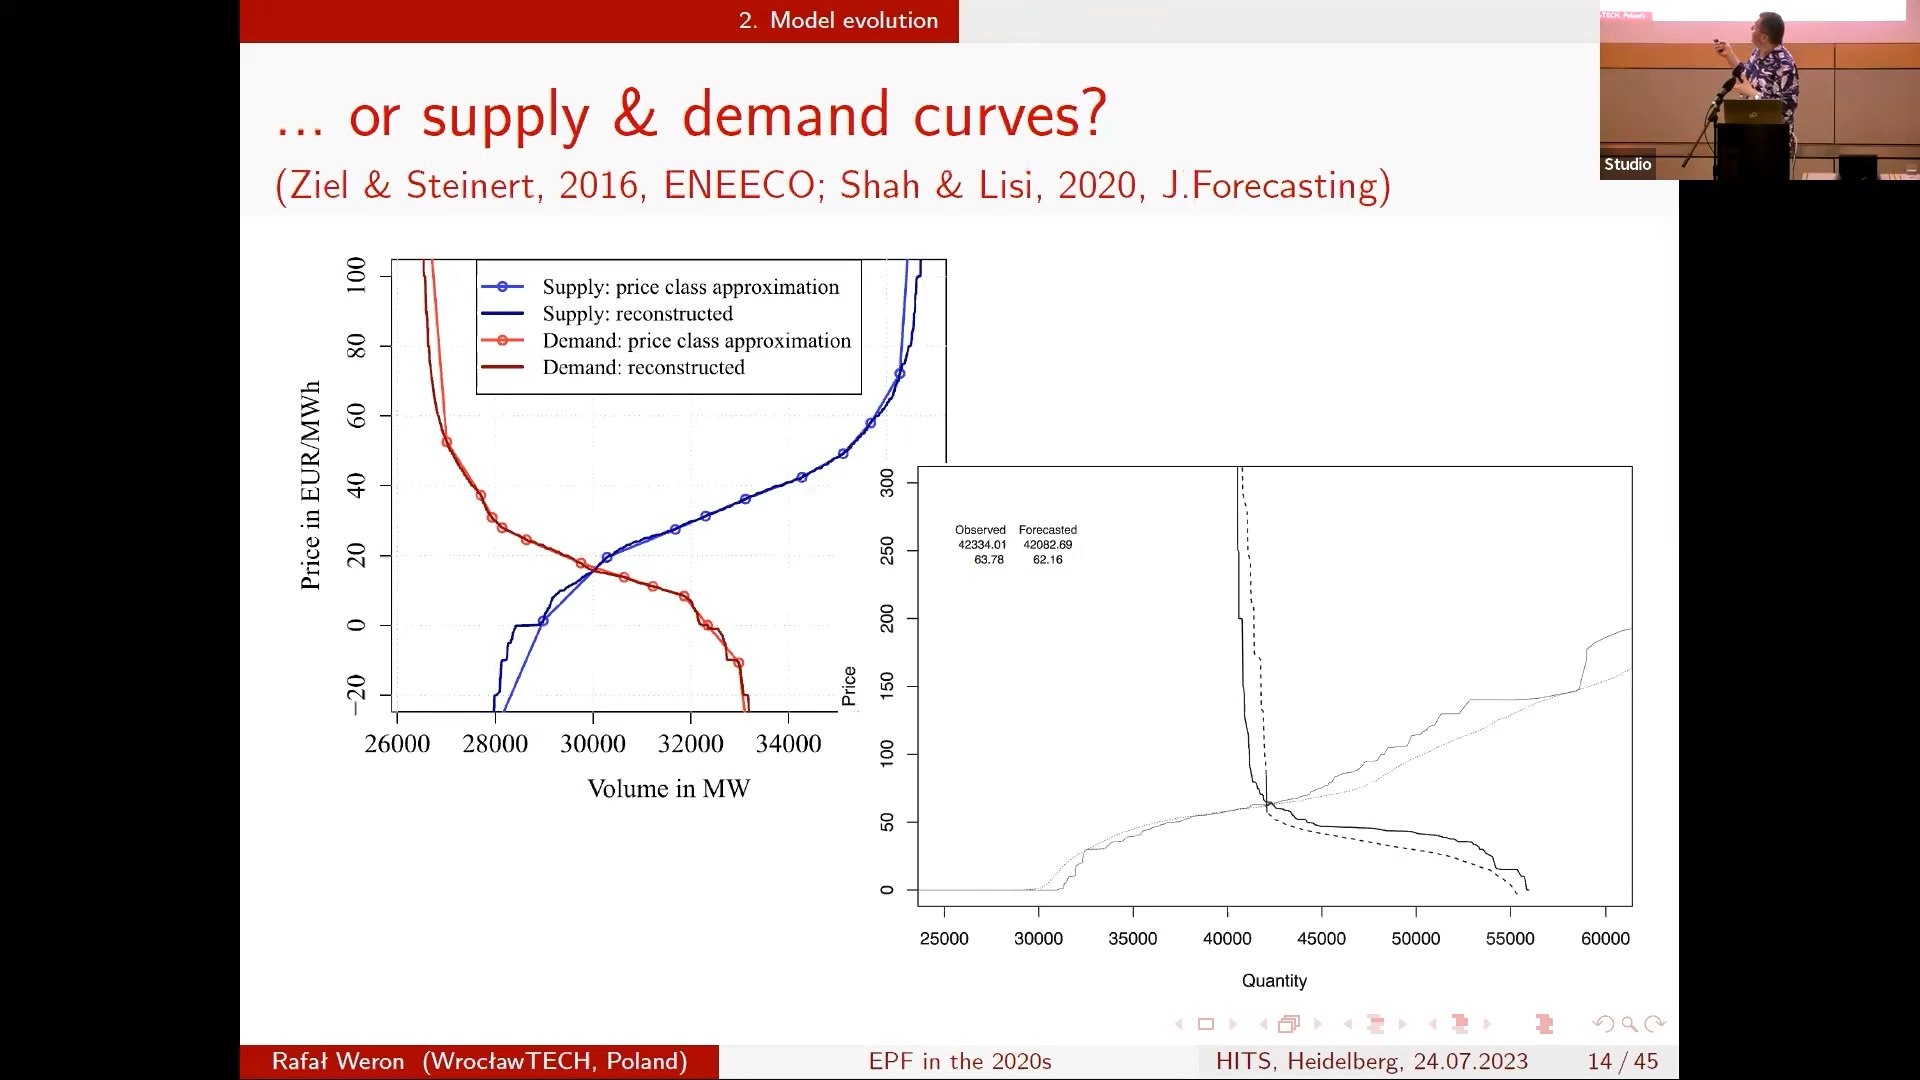 2. Model evolution
TECH, Poland)
Studio
... or supply & demand curves?
(Ziel & Steinert, 2016, ENEECO; Shah & Lisi, 2020, J.Forecasting)
Supply: price class approximation
Supply: reconstructed
Demand: price class approximation
Demand: reconstructed
Price in EUR/MWh
100
80
60
40
20
0
−20
26000 28000 30000 32000 34000
Volume in MW
Observed Forecasted
42334.01 42082.69
63.78 62.16
Price
300
250
200
150
100
50
0
25000 30000 35000 40000 45000 50000 55000 60000
Quantity
Rafał Weron (WrocławTECH, Poland) EPF in the 2020s HITS, Heidelberg, 24.07.2023 14 / 45